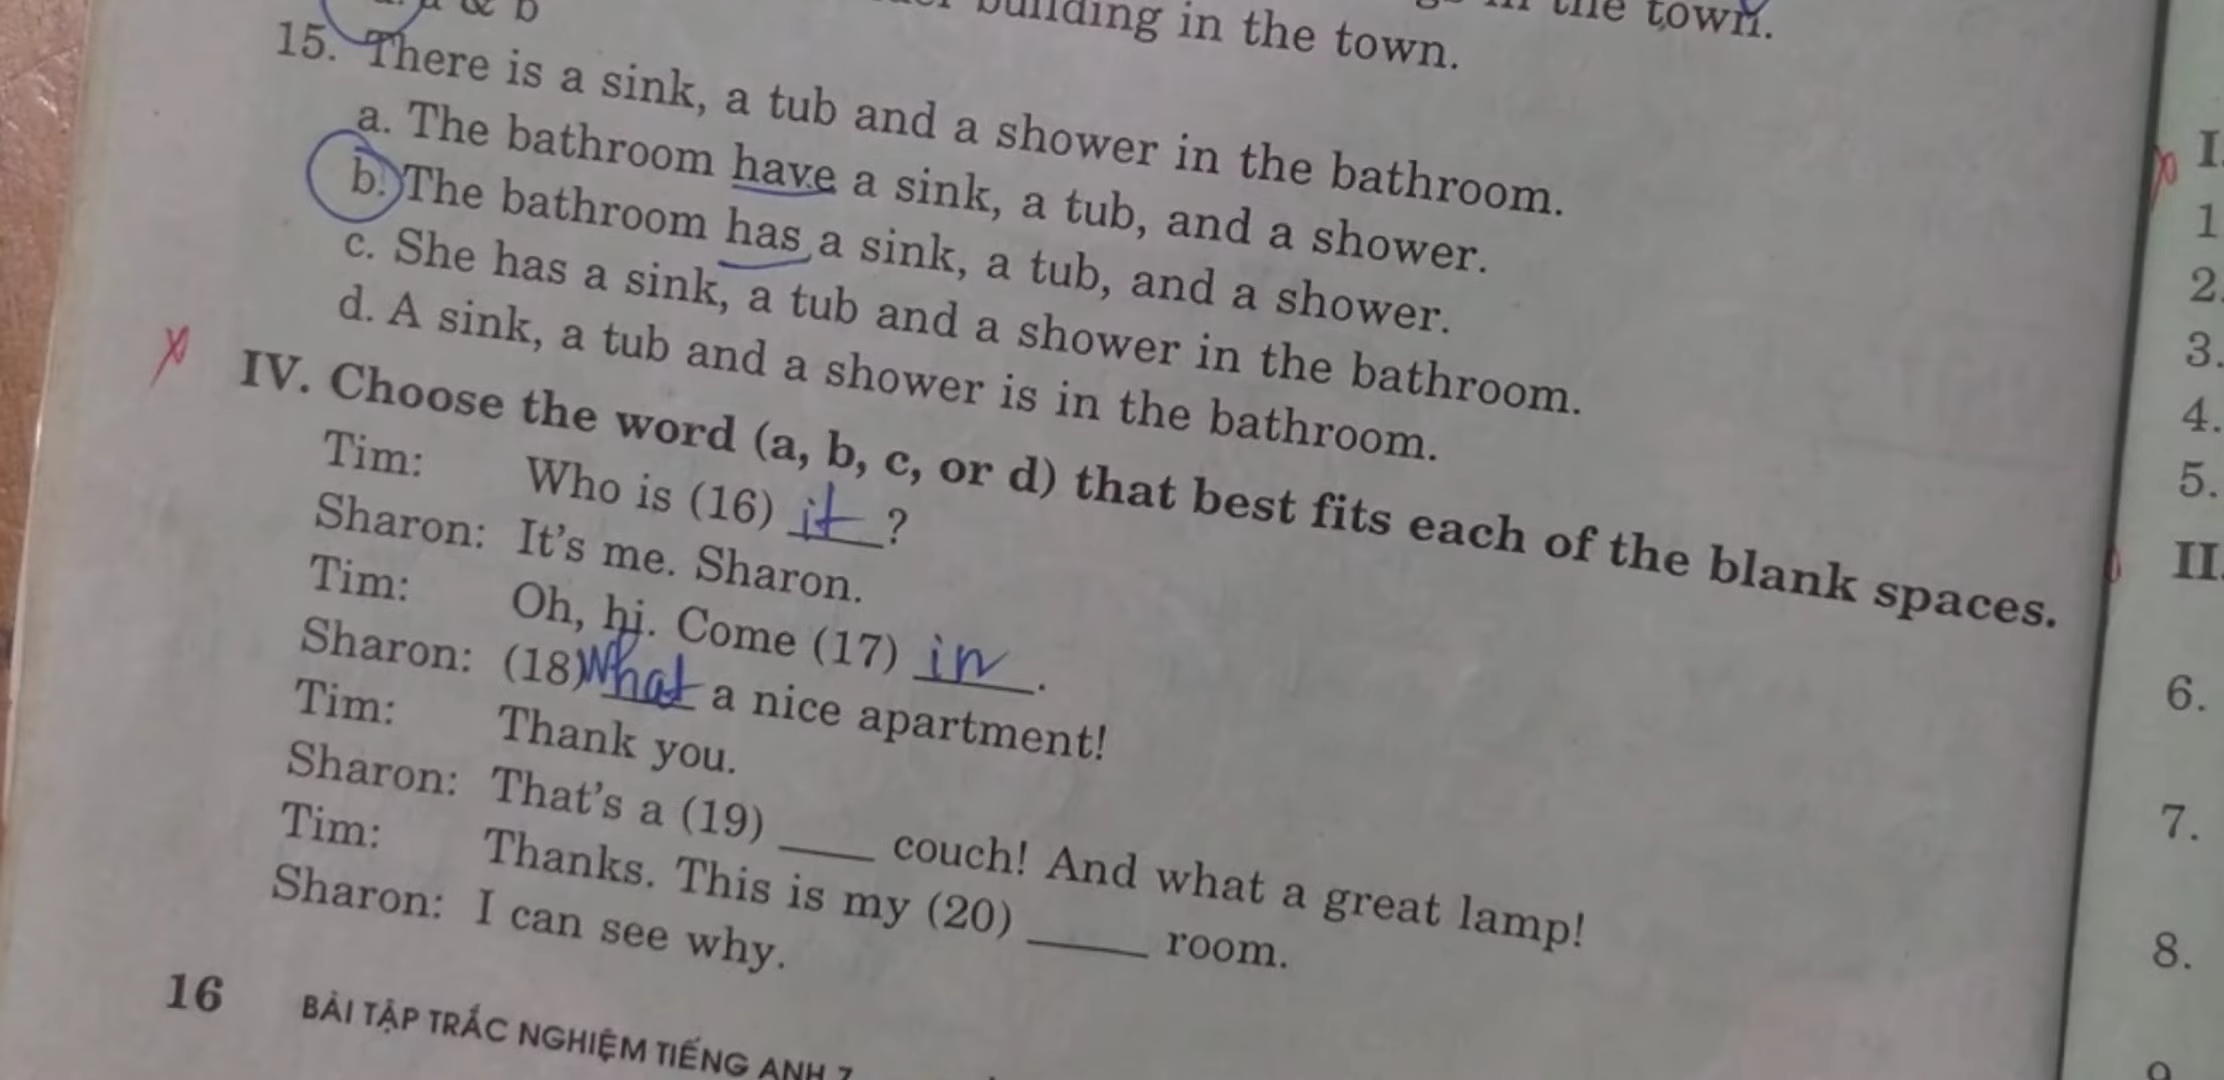 & b
building in the town.
in the town.
15. There is a sink, a tub and a shower in the bathroom.
a. The bathroom have a sink, a tub, and a shower.
b. The bathroom has a sink, a tub, and a shower.
c. She has a sink, a tub and a shower in the bathroom.
d. A sink, a tub and a shower is in the bathroom.
IV. Choose the word (a, b, c, or d) that best fits each of the blank spaces.
Tim: Who is (16) it ?
Sharon: It's me. Sharon.
Tim: Oh, hi. Come (17) in .
Sharon: (18) What a nice apartment!
Tim: Thank you.
Sharon: That's a (19) ____ couch! And what a great lamp!
Tim: Thanks. This is my (20) ____ room.
Sharon: I can see why.
16 BÀI TẬP TRẮC NGHIỆM TIẾNG ANH 7
I.
1
2.
3.
4.
5.
II.
6.
7.
8.